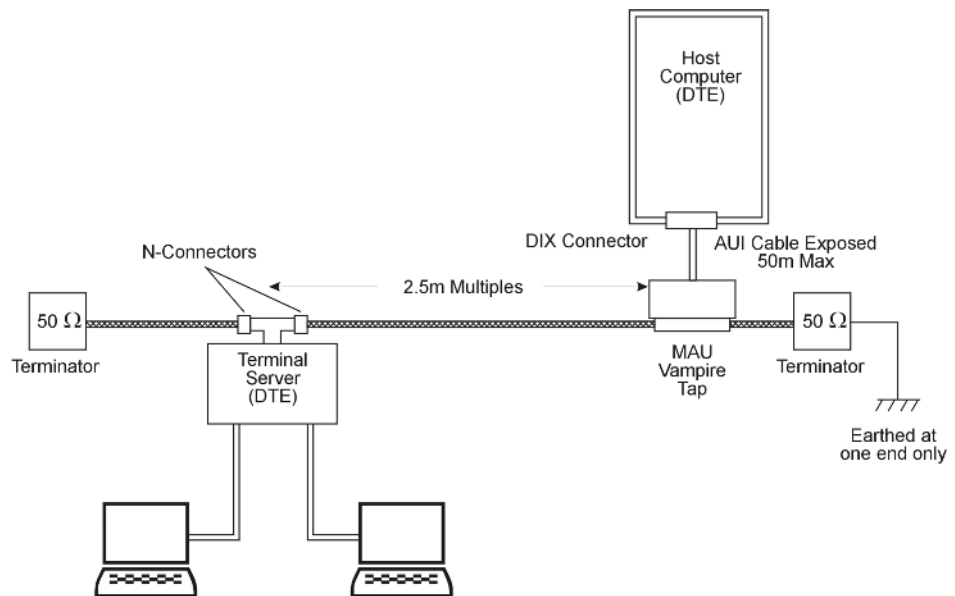 Host
Computer
(DTE)
DIX Connector
AUI Cable Exposed
50m Max
N-Connectors
2.5m Multiples
50 Ω
50 Ω
Terminator
Terminal
Server
(DTE)
MAU
Vampire
Tap
Terminator
Earthed at
one end only